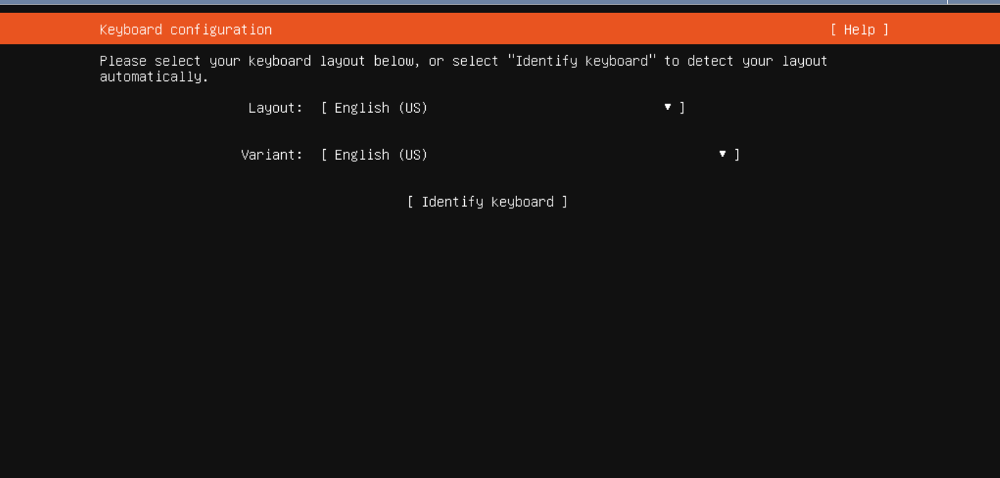 Keyboard configuration [ Help ]
Please select your keyboard layout below, or select "Identify keyboard" to detect your layout
automatically.
Layout: [ English (US) ▾ ]
Variant: [ English (US) ▾ ]
[ Identify keyboard ]